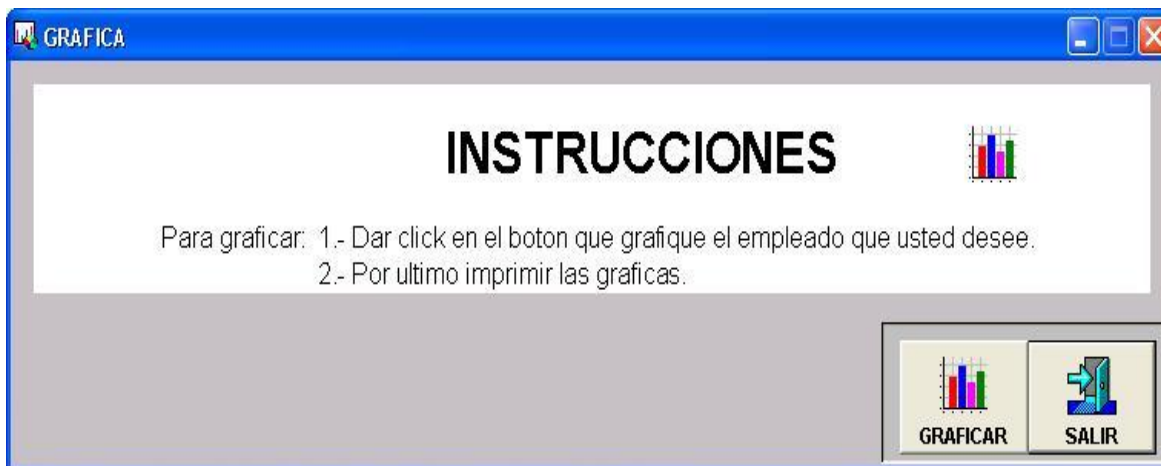 GRAFICA
INSTRUCCIONES
Para graficar: 1.- Dar click en el boton que grafique el empleado que usted desee.
2.- Por ultimo imprimir las graficas.
GRAFICAR
SALIR